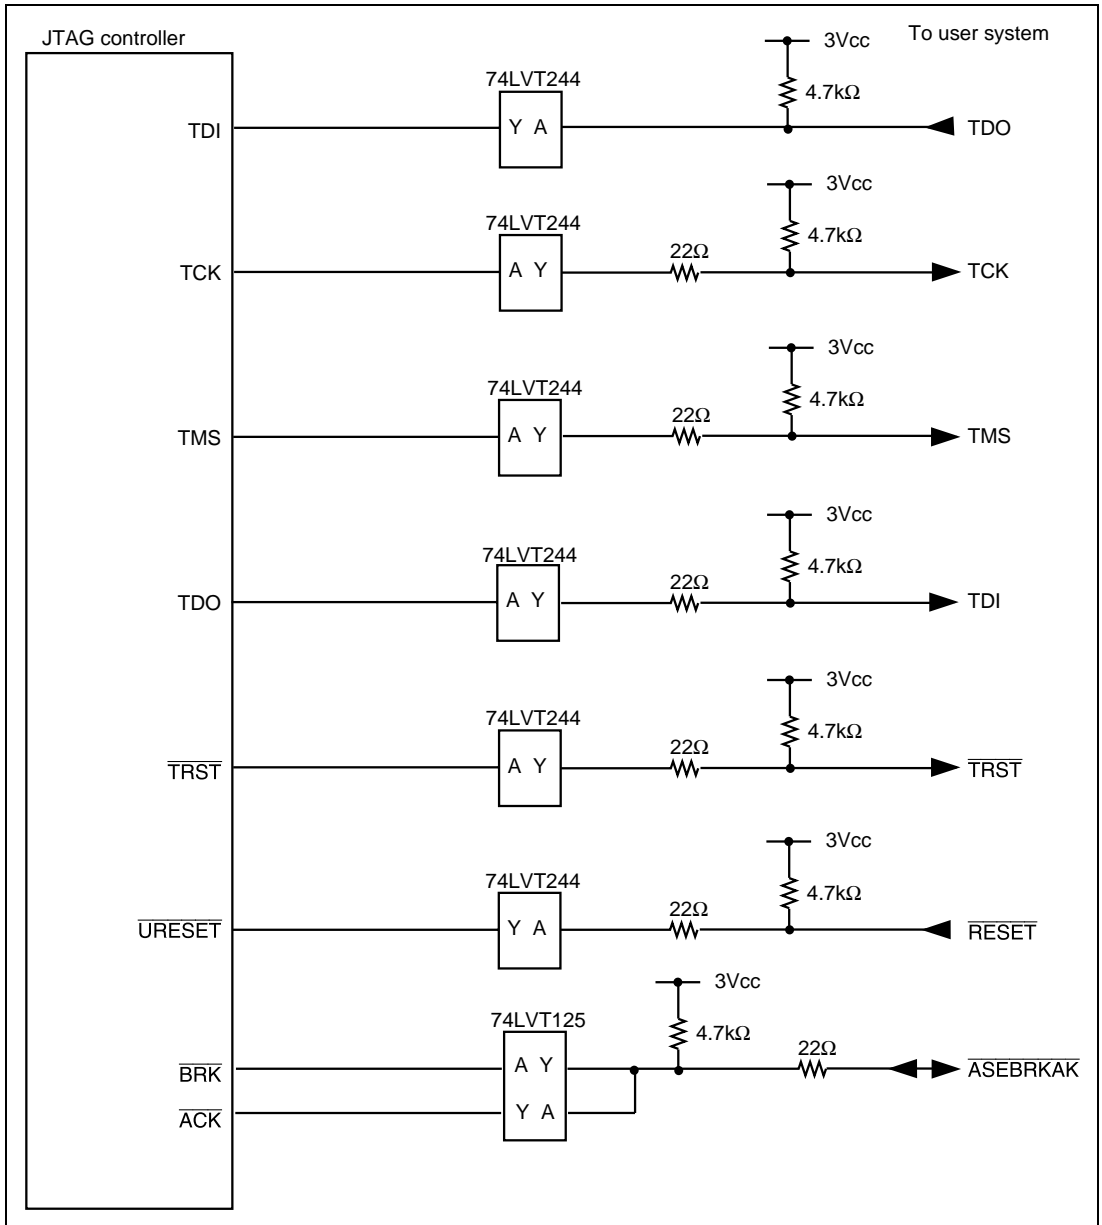 JTAG controller
To user system
3Vcc
74LVT244
4.7kΩ
TDI
Y A
TDO
3Vcc
74LVT244
4.7kΩ
22Ω
TCK
A Y
TCK
3Vcc
74LVT244
4.7kΩ
22Ω
TMS
A Y
TMS
3Vcc
74LVT244
4.7kΩ
22Ω
TDO
A Y
TDI
3Vcc
74LVT244
4.7kΩ
22Ω
TRST
A Y
TRST
3Vcc
74LVT244
4.7kΩ
22Ω
URESET
Y A
RESET
3Vcc
74LVT125
4.7kΩ
22Ω
BRK
A Y
ASEBRKAK
ACK
Y A